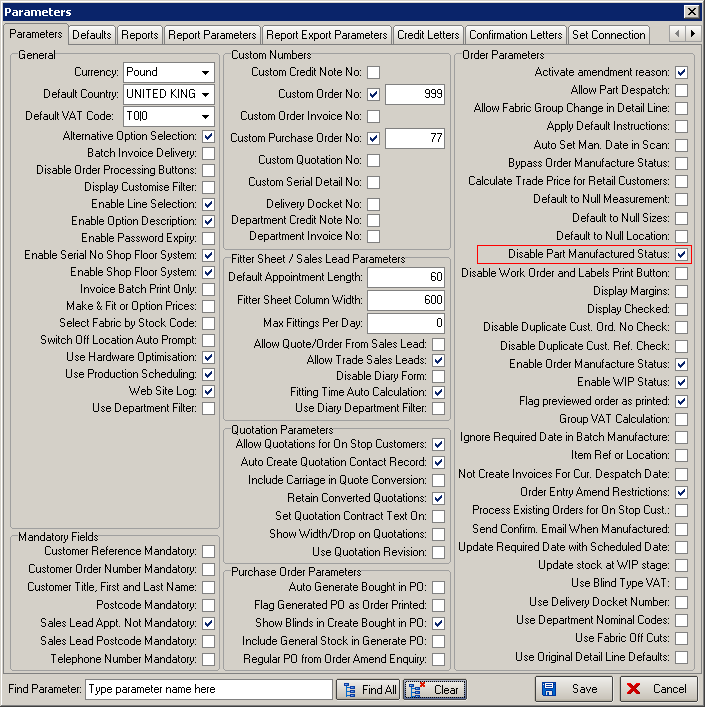 Parameters
Parameters Defaults Reports Report Parameters Report Export Parameters Credit Letters Confirmation Letters Set Connection
General
Currency: Pound
Default Country: UNITED KING
Default VAT Code: T0|0
Alternative Option Selection:
Batch Invoice Delivery:
Disable Order Processing Buttons:
Display Customise Filter:
Enable Line Selection:
Enable Option Description:
Enable Password Expiry:
Enable Serial No Shop Floor System:
Enable Shop Floor System:
Invoice Batch Print Only:
Make & Fit or Option Prices:
Select Fabric by Stock Code:
Switch Off Location Auto Prompt:
Use Hardware Optimisation:
Use Production Scheduling:
Web Site Log:
Use Department Filter:
Mandatory Fields
Customer Reference Mandatory:
Customer Order Number Mandatory:
Customer Title, First and Last Name:
Postcode Mandatory:
Sales Lead Appt. Not Mandatory:
Sales Lead Postcode Mandatory:
Telephone Number Mandatory:
Custom Numbers
Custom Credit Note No:
Custom Order No: 999
Custom Order Invoice No:
Custom Purchase Order No: 77
Custom Quotation No:
Custom Serial Detail No:
Delivery Docket No:
Department Credit Note No:
Department Invoice No:
Fitter Sheet / Sales Lead Parameters
Default Appointment Length: 60
Fitter Sheet Column Width: 600
Max Fittings Per Day: 0
Allow Quote/Order From Sales Lead:
Allow Trade Sales Leads:
Disable Diary Form:
Fitting Time Auto Calculation:
Use Diary Department Filter:
Quotation Parameters
Allow Quotations for On Stop Customers:
Auto Create Quotation Contact Record:
Include Carriage in Quote Conversion:
Retain Converted Quotations:
Set Quotation Contract Text On:
Show Width/Drop on Quotations:
Use Quotation Revision:
Purchase Order Parameters
Auto Generate Bought in PO:
Flag Generated PO as Order Printed:
Show Blinds in Create Bought in PO:
Include General Stock in Generate PO:
Regular PO from Order Amend Enquiry:
Order Parameters
Activate amendment reason:
Allow Part Despatch:
Allow Fabric Group Change in Detail Line:
Apply Default Instructions:
Auto Set Man. Date in Scan:
Bypass Order Manufacture Status:
Calculate Trade Price for Retail Customers:
Default to Null Measurement:
Default to Null Sizes:
Default to Null Location:
Disable Part Manufactured Status:
Disable Work Order and Labels Print Button:
Display Margins:
Display Checked:
Disable Duplicate Cust. Ord. No Check:
Disable Duplicate Cust. Ref. Check:
Enable Order Manufacture Status:
Enable WIP Status:
Flag previewed order as printed:
Group VAT Calculation:
Ignore Required Date in Batch Manufacture:
Item Ref or Location:
Not Create Invoices For Cur. Despatch Date:
Order Entry Amend Restrictions:
Process Existing Orders for On Stop Cust.:
Send Confirm. Email When Manufactured:
Update Required Date with Scheduled Date:
Update stock at WIP stage:
Use Blind Type VAT:
Use Delivery Docket Number:
Use Department Nominal Codes:
Use Fabric Off Cuts:
Use Original Detail Line Defaults:
Find Parameter: Type parameter name here Find All Clear Save Cancel